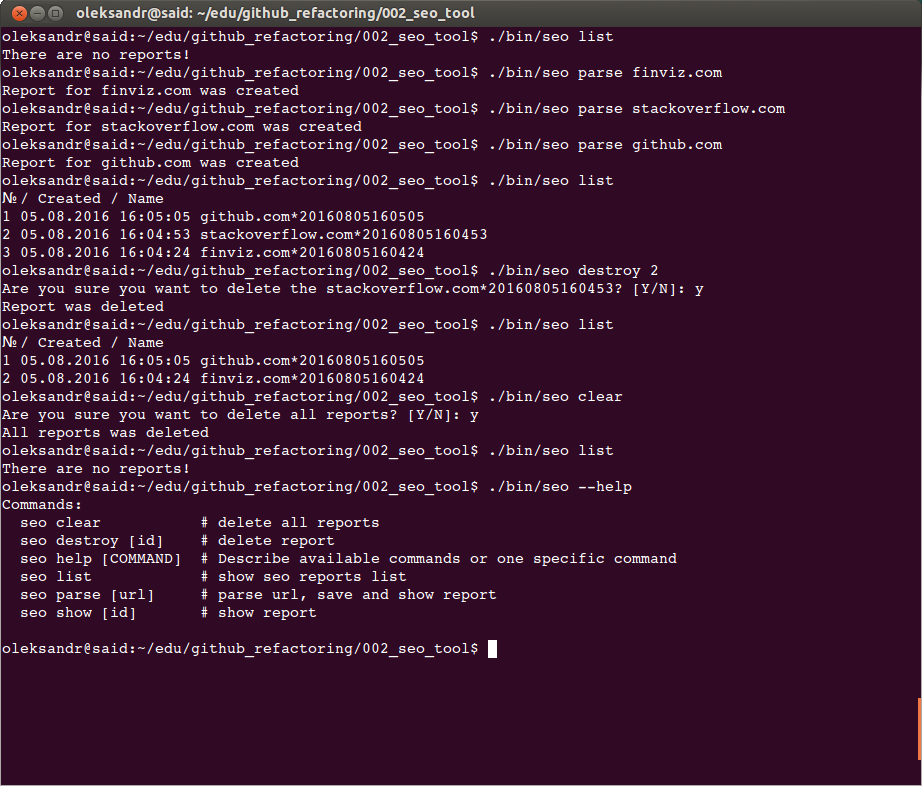 oleksandr@said: ~/edu/github_refactoring/002_seo_tool
oleksandr@said:~/edu/github_refactoring/002_seo_tool$ ./bin/seo list
There are no reports!
oleksandr@said:~/edu/github_refactoring/002_seo_tool$ ./bin/seo parse finviz.com
Report for finviz.com was created
oleksandr@said:~/edu/github_refactoring/002_seo_tool$ ./bin/seo parse stackoverflow.com
Report for stackoverflow.com was created
oleksandr@said:~/edu/github_refactoring/002_seo_tool$ ./bin/seo parse github.com
Report for github.com was created
oleksandr@said:~/edu/github_refactoring/002_seo_tool$ ./bin/seo list
№ / Created / Name
1 05.08.2016 16:05:05 github.com*20160805160505
2 05.08.2016 16:04:53 stackoverflow.com*20160805160453
3 05.08.2016 16:04:24 finviz.com*20160805160424
oleksandr@said:~/edu/github_refactoring/002_seo_tool$ ./bin/seo destroy 2
Are you sure you want to delete the stackoverflow.com*20160805160453? [Y/N]: y
Report was deleted
oleksandr@said:~/edu/github_refactoring/002_seo_tool$ ./bin/seo list
№ / Created / Name
1 05.08.2016 16:05:05 github.com*20160805160505
2 05.08.2016 16:04:24 finviz.com*20160805160424
oleksandr@said:~/edu/github_refactoring/002_seo_tool$ ./bin/seo clear
Are you sure you want to delete all reports? [Y/N]: y
All reports was deleted
oleksandr@said:~/edu/github_refactoring/002_seo_tool$ ./bin/seo list
There are no reports!
oleksandr@said:~/edu/github_refactoring/002_seo_tool$ ./bin/seo --help
Commands:
  seo clear           # delete all reports
  seo destroy [id]    # delete report
  seo help [COMMAND]  # Describe available commands or one specific command
  seo list            # show seo reports list
  seo parse [url]     # parse url, save and show report
  seo show [id]       # show report
oleksandr@said:~/edu/github_refactoring/002_seo_tool$